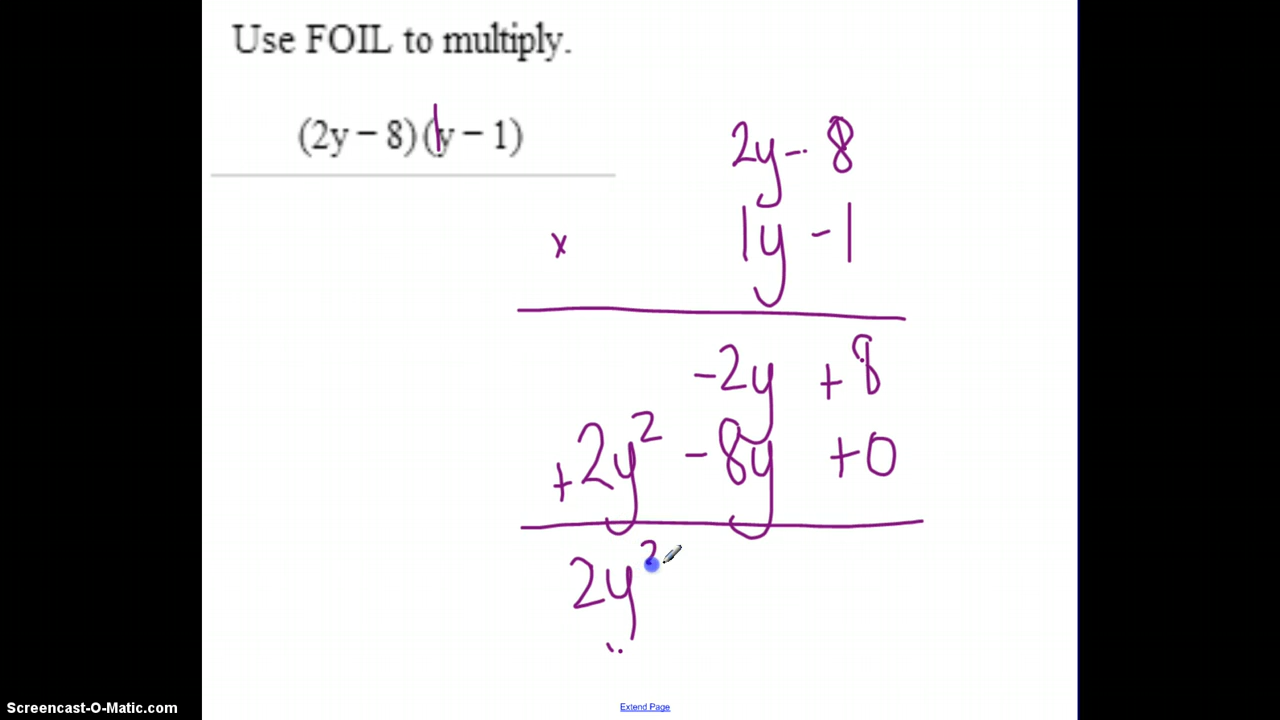 Use FOIL to multiply.
(2y − 8)(1y − 1)
2y - 8
x 1y - 1
-2y + 8
+2y² - 8y + 0
2y²
Extend Page
Screencast-O-Matic.com